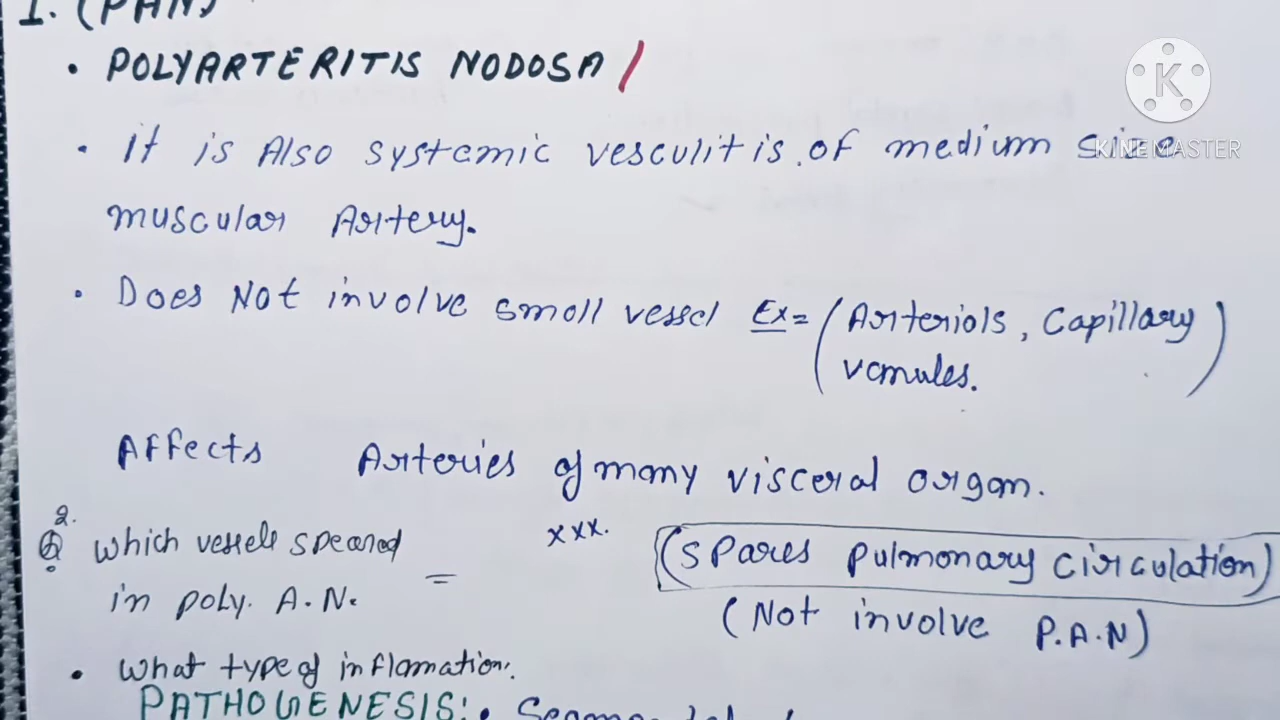 1. (PAN)
• POLYARTERITIS NODOSA /
K
KINEMASTER
• It is Also systemic vesculitis of medium size
muscular Artery.
• Does Not involve small vessel Ex = (Arteriols, Capillary
venules.)
Affects Arteries of many visceral organ.
2.
Q. which vessels speared xxx. (spares pulmonary circulation)
in poly. A.N. = (Not involve P.A.N)
• What type of inflamation.
PATHOGENESIS: •